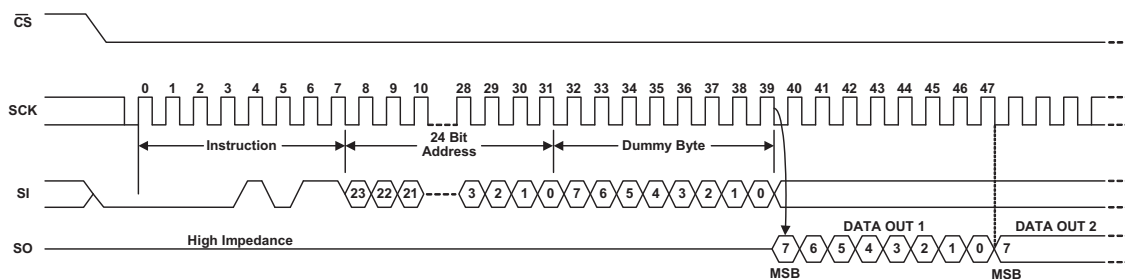 CS
SCK
0 1 2 3 4 5 6 7 8 9 10 28 29 30 31 32 33 34 35 36 37 38 39 40 41 42 43 44 45 46 47
Instruction
24 Bit
Address
Dummy Byte
SI
23 22 21 3 2 1 0 7 6 5 4 3 2 1 0
SO
High Impedance
DATA OUT 1
DATA OUT 2
7 6 5 4 3 2 1 0 7
MSB
MSB